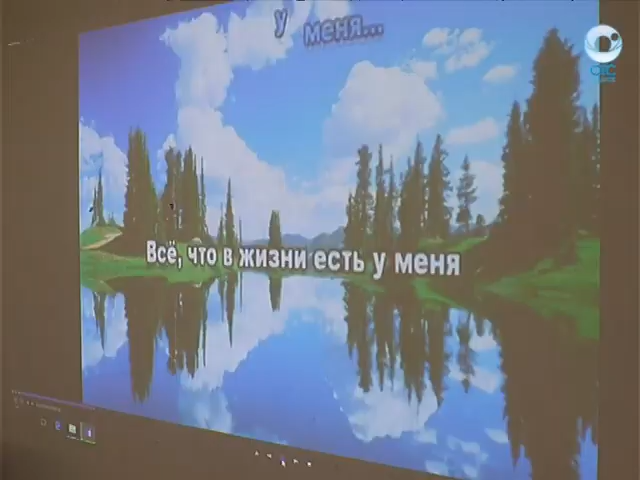 у меня...
Всё, что в жизни есть у меня